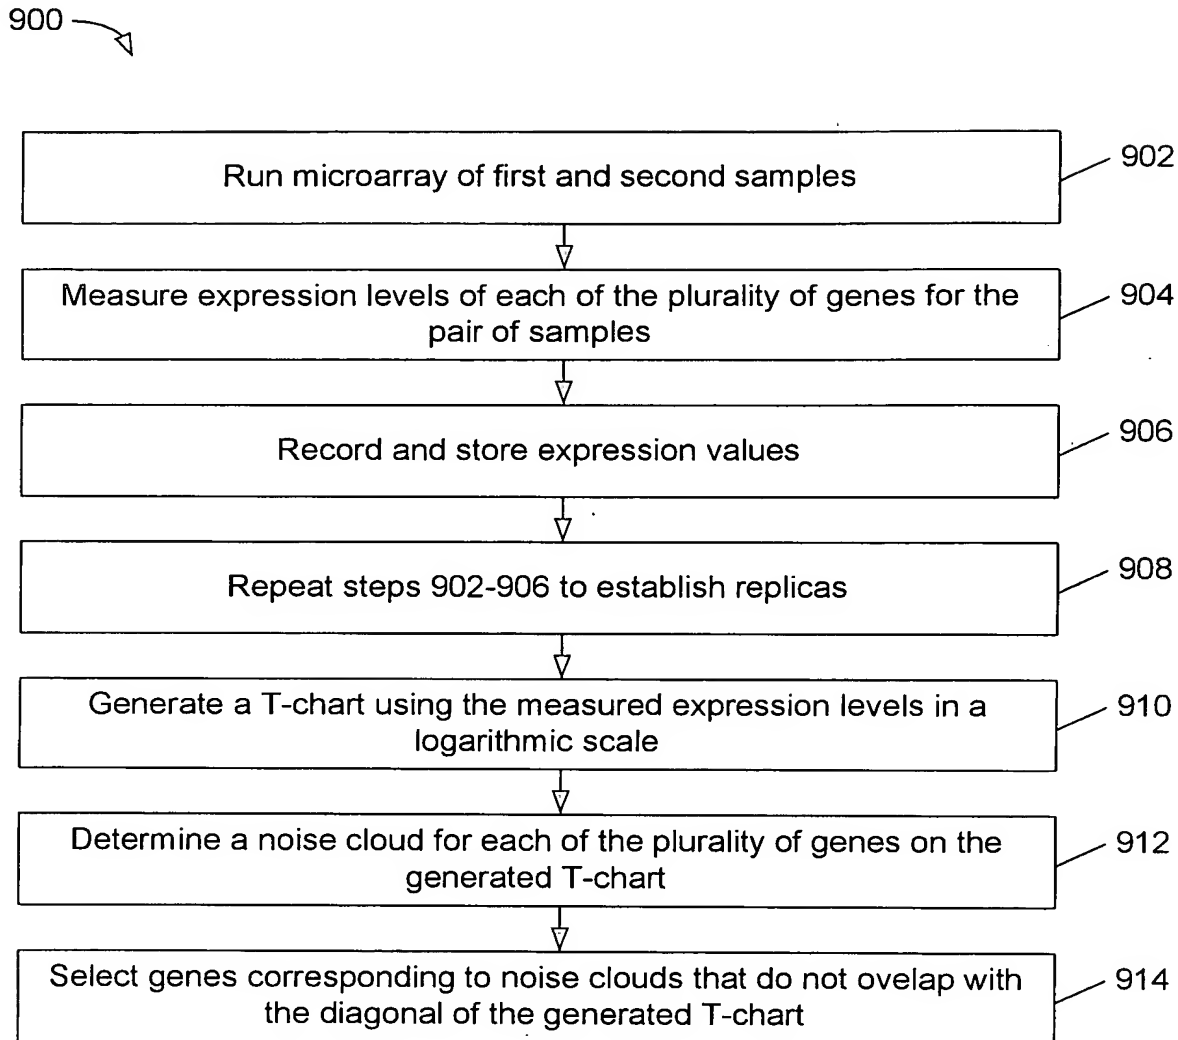 900
Run microarray of first and second samples
902
Measure expression levels of each of the plurality of genes for the
pair of samples
904
Record and store expression values
906
Repeat steps 902-906 to establish replicas
908
Generate a T-chart using the measured expression levels in a
logarithmic scale
910
Determine a noise cloud for each of the plurality of genes on the
generated T-chart
912
Select genes corresponding to noise clouds that do not ovelap with
the diagonal of the generated T-chart
914